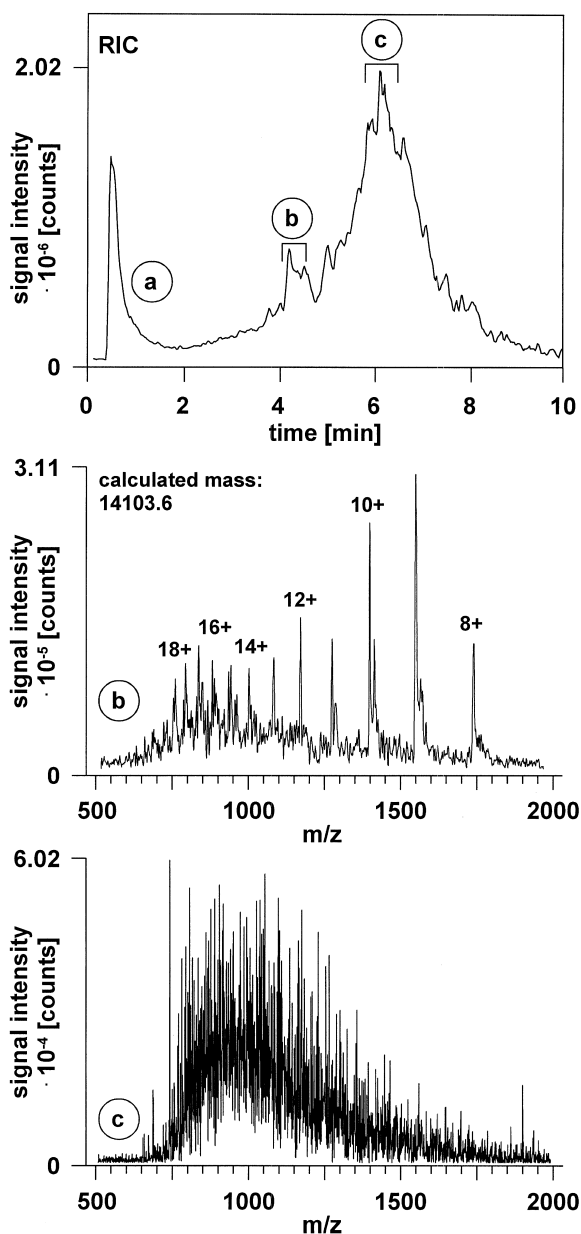 RIC
c
2.02
b
a
signal intensity
· 10-6 [counts]
0
0 2 4 6 8 10
time [min]
3.11
calculated mass:
14103.6
10+
12+
16+
18+ 14+
8+
signal intensity
· 10-5 [counts]
b
0
500 1000 1500 2000
m/z
6.02
signal intensity
· 10-4 [counts]
c
0
500 1000 1500 2000
m/z